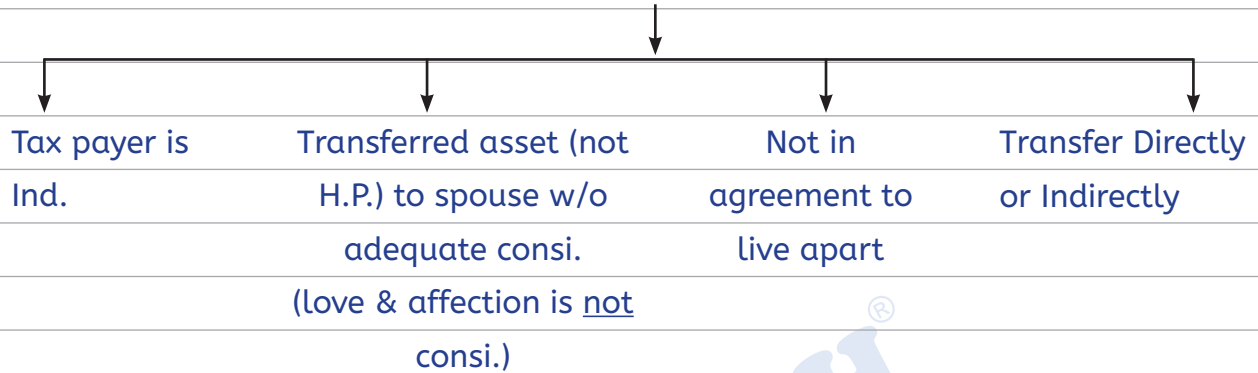 Tax payer is
Ind.
Transferred asset (not
H.P.) to spouse w/o
adequate consi.
(love & affection is not
consi.)
Not in
agreement to
live apart
Transfer Directly
or Indirectly
®